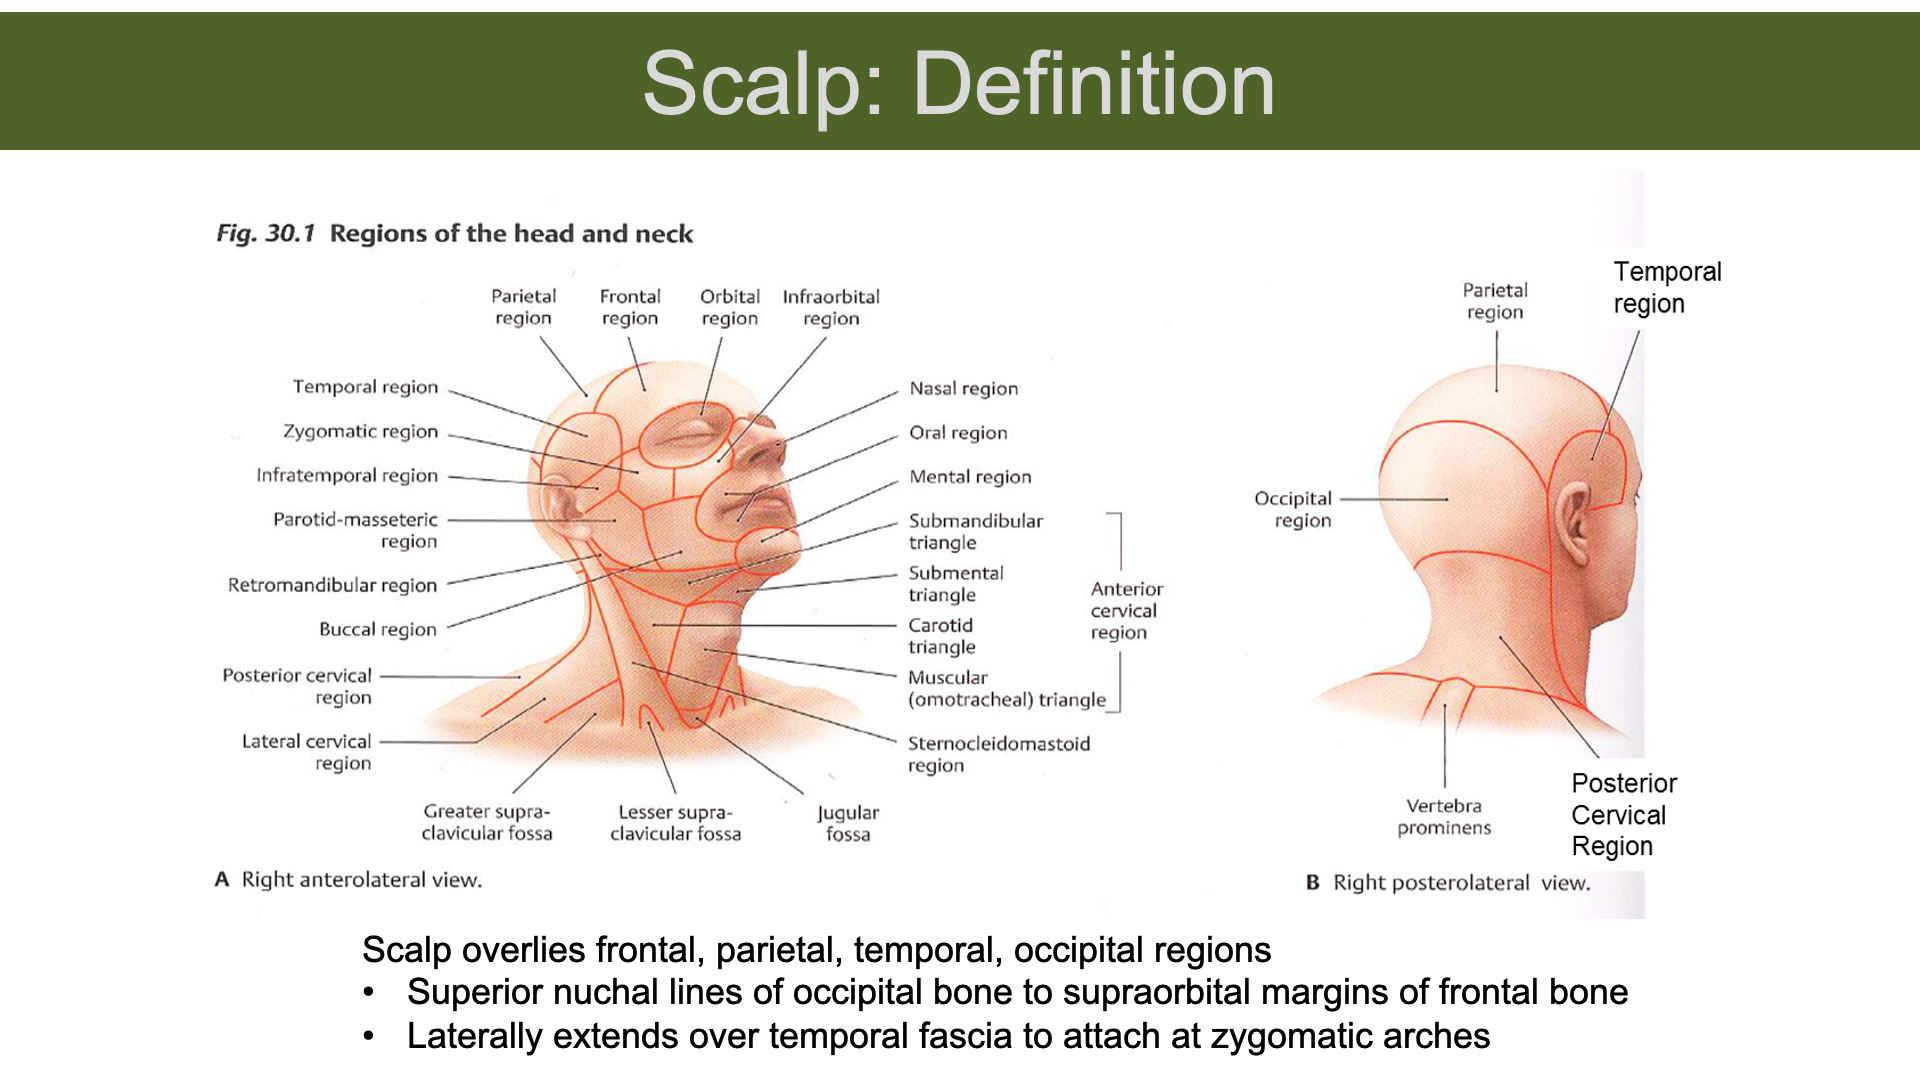 Scalp: Definition
Fig. 30.1 Regions of the head and neck
Parietal
region
Frontal
region
Orbital
region
Infraorbital
region
Temporal region
Zygomatic region
Infratemporal region
Parotid-masseteric
region
Retromandibular region
Buccal region
Posterior cervical
region
Lateral cervical
region
Greater supra-
clavicular fossa
Lesser supra-
clavicular fossa
Jugular
fossa
Nasal region
Oral region
Mental region
Submandibular
triangle
Submental
triangle
Carotid
triangle
Muscular
(omotracheal) triangle
Anterior
cervical
region
Sternocleidomastoid
region
A Right anterolateral view.
Parietal
region
Temporal
region
Occipital
region
Vertebra
prominens
Posterior
Cervical
Region
B Right posterolateral view.
Scalp overlies frontal, parietal, temporal, occipital regions
• Superior nuchal lines of occipital bone to supraorbital margins of frontal bone
• Laterally extends over temporal fascia to attach at zygomatic arches